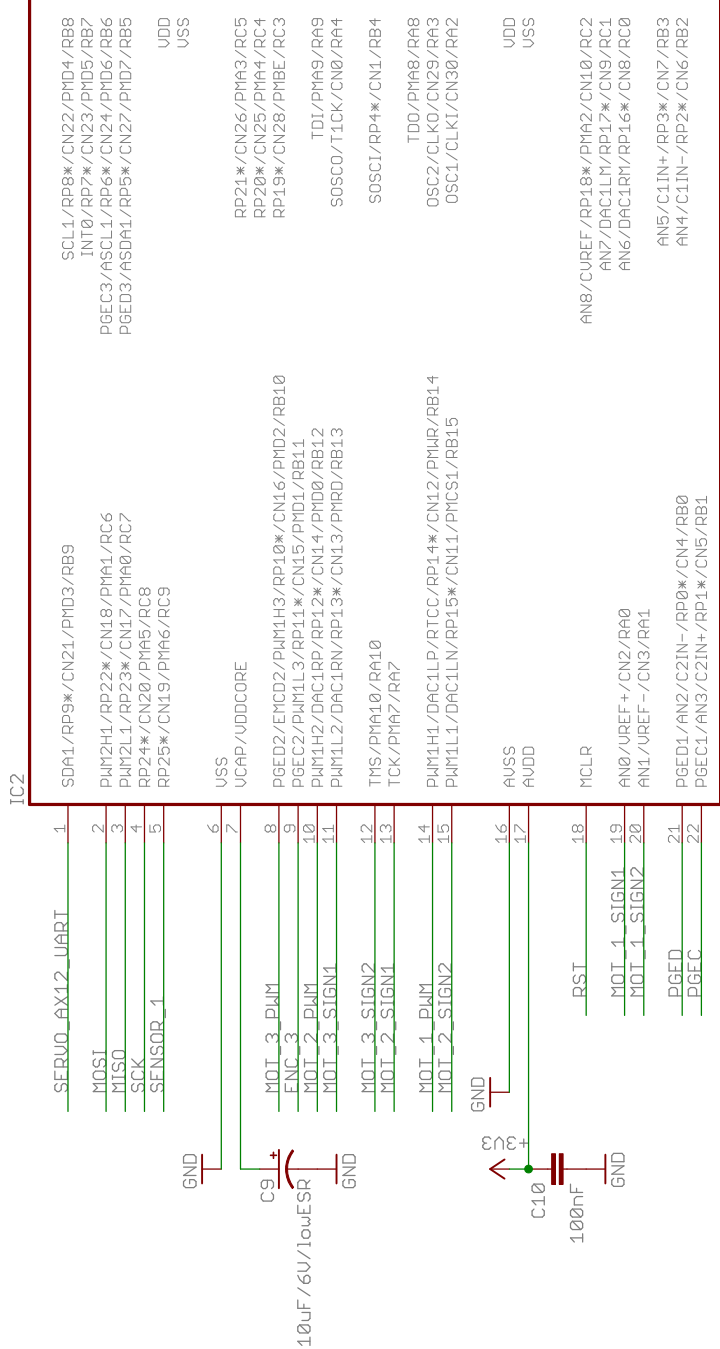 SCL1/RP8*/CN22/PMD4/RB8
INT0/RP7*/CN23/PMD5/RB7
PGEC3/ASCL1/RP6*/CN24/PMD6/RB6
PGED3/ASDA1/RP5*/CN27/PMD7/RB5
VDD
VSS
RP21*/CN26/PMA3/RC5
RP20*/CN25/PMA4/RC4
RP19*/CN28/PMBE/RC3
TDI/PMA9/RA9
SOSCO/T1CK/CN0/RA4
SOSCI/RP4*/CN1/RB4
TDO/PMA8/RA8
OSC2/CLKO/CN29/RA3
OSC1/CLKI/CN30/RA2
VDD
VSS
AN8/CVREF/RP18*/PMA2/CN10/RC2
AN7/DAC1LM/RP17*/CN9/RC1
AN6/DAC1RM/RP16*/CN8/RC0
AN5/C1IN+/RP3*/CN7/RB3
AN4/C1IN-/RP2*/CN6/RB2
IC2
SDA1/RP9*/CN21/PMD3/RB9
PWM2H1/RP22*/CN18/PMA1/RC6
PWM2L1/RP23*/CN17/PMA0/RC7
RP24*/CN20/PMA5/RC8
RP25*/CN19/PMA6/RC9
VSS
VCAP/VDDCORE
PGED2/EMCD2/PWM1H3/RP10*/CN16/PMD2/RB10
PGEC2/PWM1L3/RP11*/CN15/PMD1/RB11
PWM1H2/DAC1RP/RP12*/CN14/PMD0/RB12
PWM1L2/DAC1RN/RP13*/CN13/PMRD/RB13
TMS/PMA10/RA10
TCK/PMA7/RA7
PWM1H1/DAC1LP/RTCC/RP14*/CN12/PMWR/RB14
PWM1L1/DAC1LN/RP15*/CN11/PMCS1/RB15
AVSS
AVDD
MCLR
AN0/VREF+/CN2/RA0
AN1/VREF-/CN3/RA1
PGED1/AN2/C2IN-/RP0*/CN4/RB0
PGEC1/AN3/C2IN+/RP1*/CN5/RB1
1
2
3
4
5
6
7
8
9
10
11
12
13
14
15
16
17
18
19
20
21
22
SERVO_AX12_UART
MOSI
MISO
SCK
SENSOR_1
MOT_3_PWM
ENC_3
MOT_2_PWM
MOT_3_SIGN1
MOT_3_SIGN2
MOT_2_SIGN1
MOT_1_PWM
MOT_2_SIGN2
RST
MOT_1_SIGN1
MOT_1_SIGN2
PGED
PGEC
GND
GND
C9
+
10uF/6V/lowESR
GND
+3V3
C10
100nF
GND